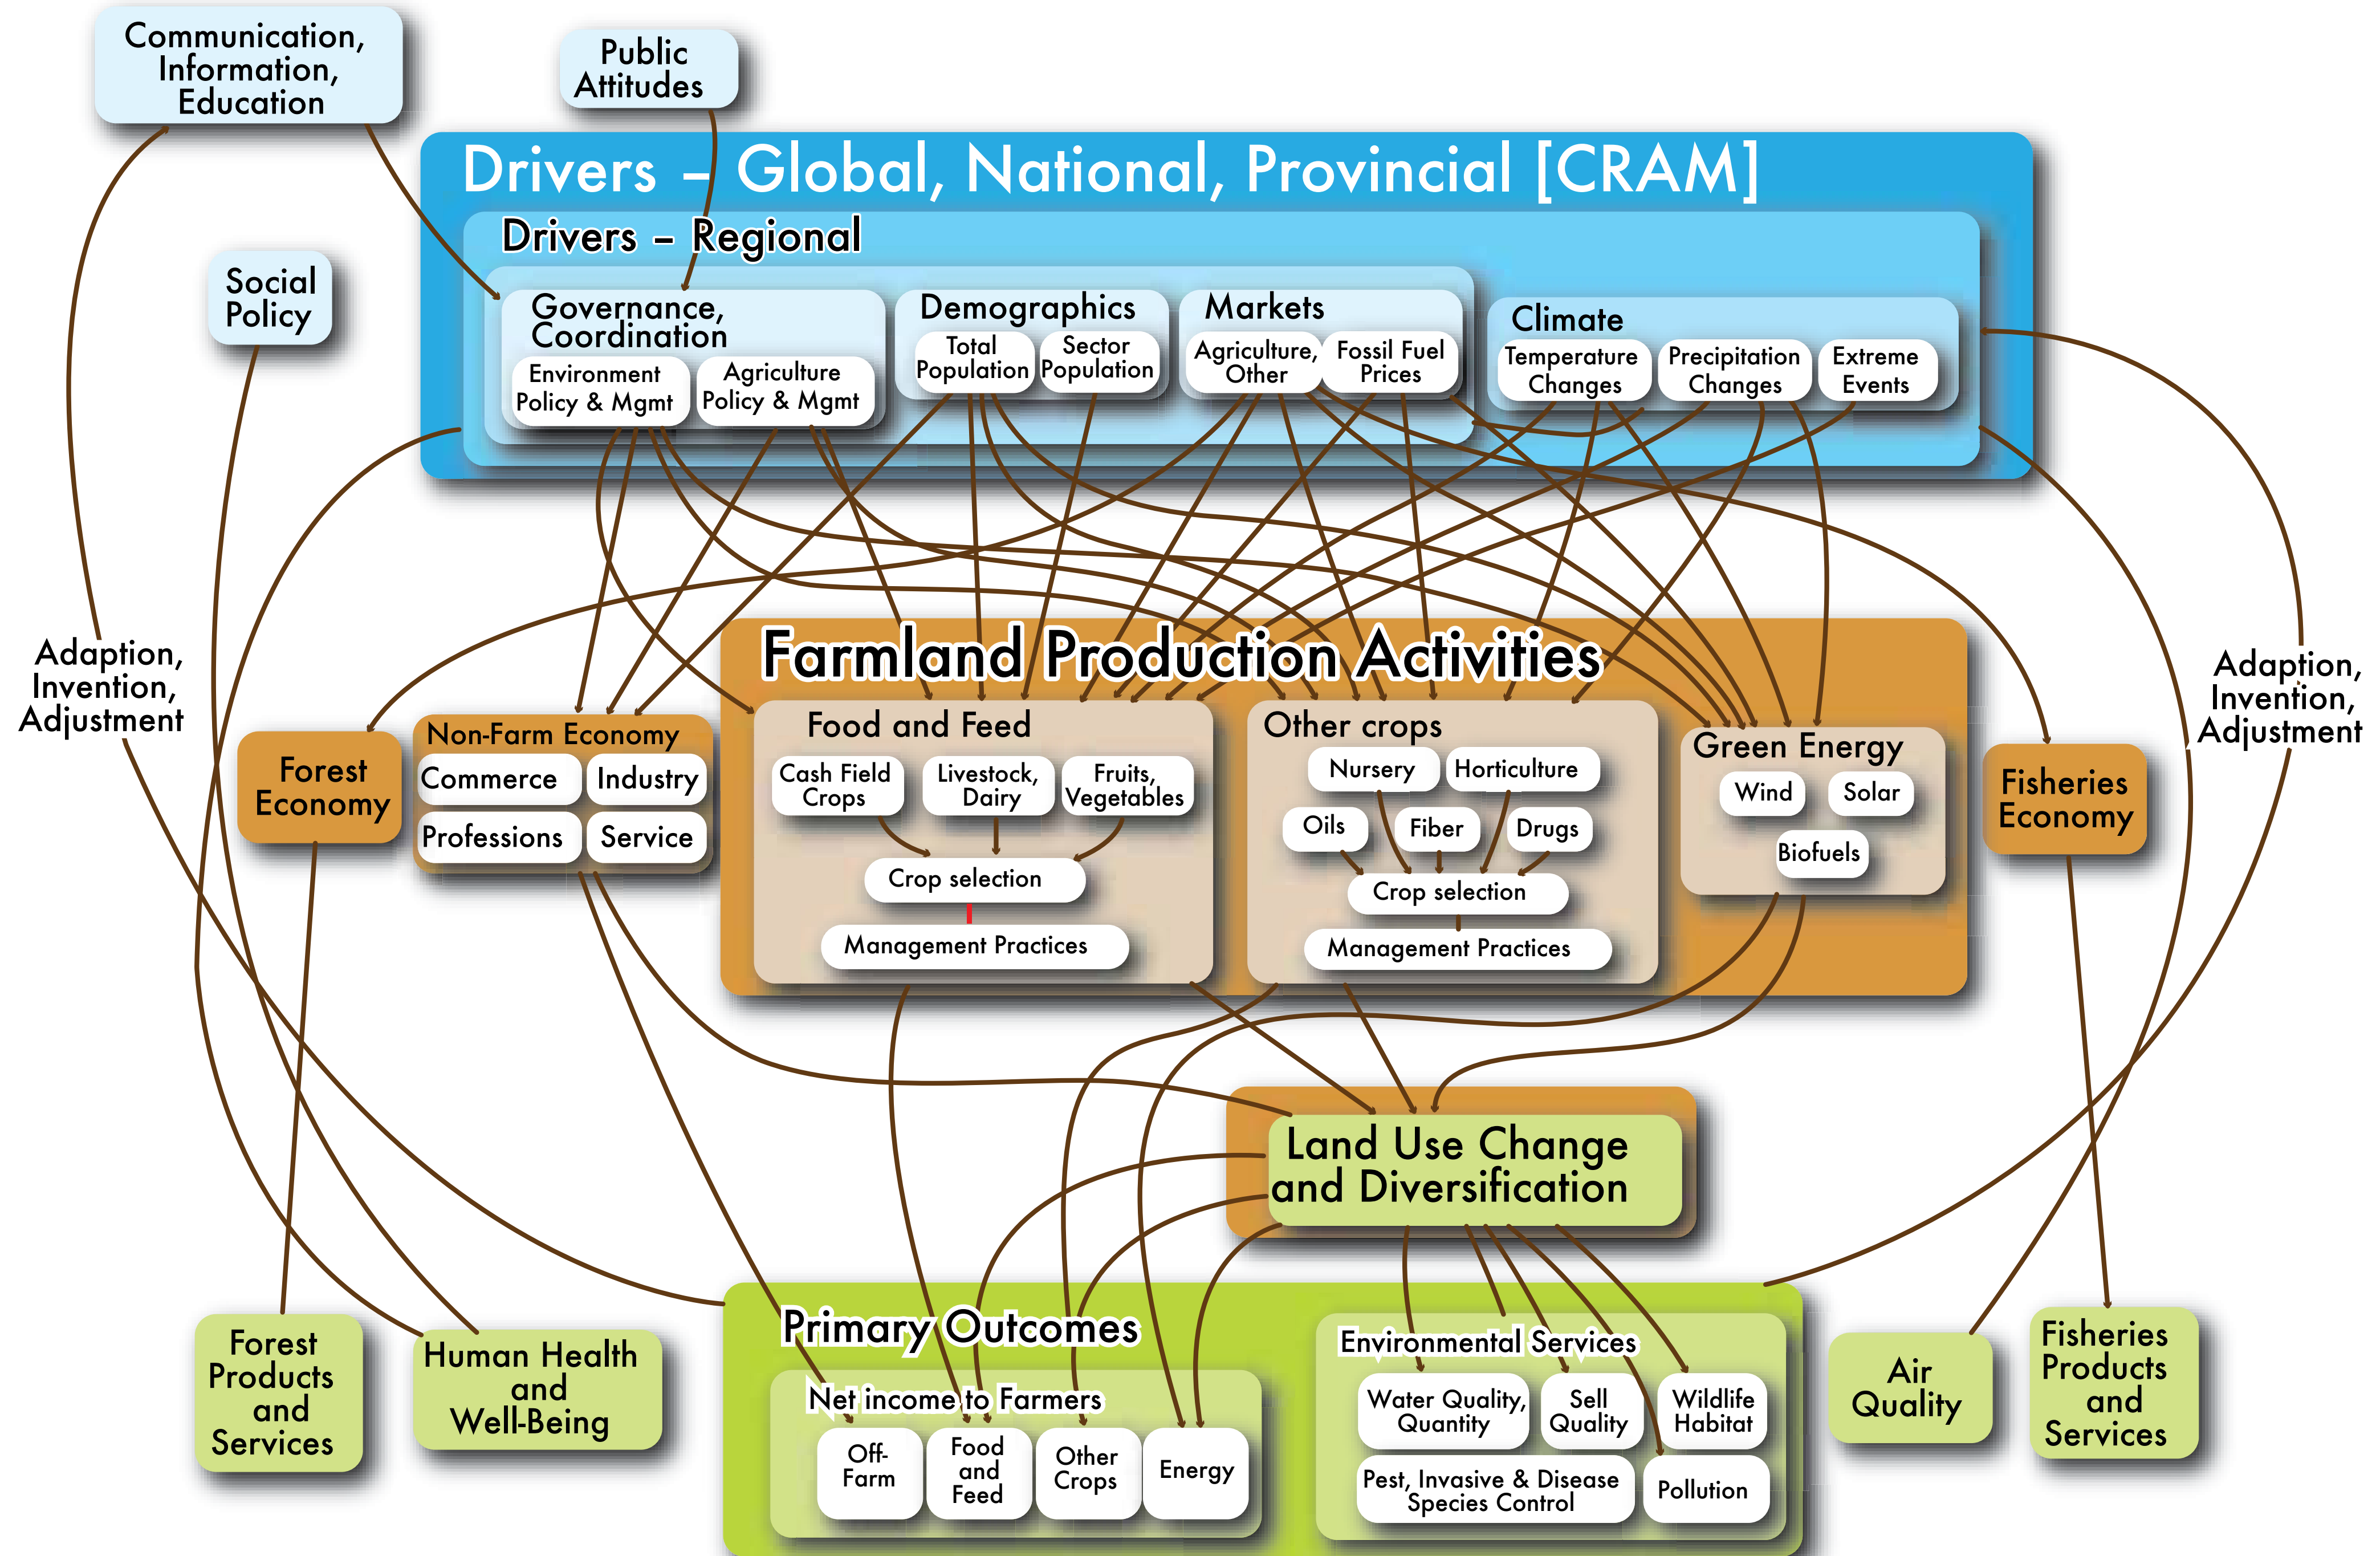 Communication,
Information,
Education
Public
Attitudes
Drivers – Global, National, Provincial [CRAM]
Drivers – Regional
Social
Policy
Governance,
Coordination
Environment
Policy & Mgmt
Agriculture
Policy & Mgmt
Demographics
Total
Population
Sector
Population
Markets
Agriculture,
Other
Fossil Fuel
Prices
Climate
Temperature
Changes
Precipitation
Changes
Extreme
Events
Adaption,
Invention,
Adjustment
Adaption,
Invention,
Adjustment
Farmland Production Activities
Forest
Economy
Non-Farm Economy
Commerce
Industry
Professions
Service
Food and Feed
Cash Field
Crops
Livestock,
Dairy
Fruits,
Vegetables
Crop selection
Management Practices
Other crops
Nursery
Horticulture
Oils
Fiber
Drugs
Crop selection
Management Practices
Green Energy
Wind
Solar
Biofuels
Fisheries
Economy
Land Use Change
and Diversification
Forest
Products
and
Services
Human Health
and
Well-Being
Primary Outcomes
Net income to Farmers
Off-
Farm
Food
and
Feed
Other
Crops
Energy
Environmental Services
Water Quality,
Quantity
Sell
Quality
Wildlife
Habitat
Pest, Invasive & Disease
Species Control
Pollution
Air
Quality
Fisheries
Products
and
Services